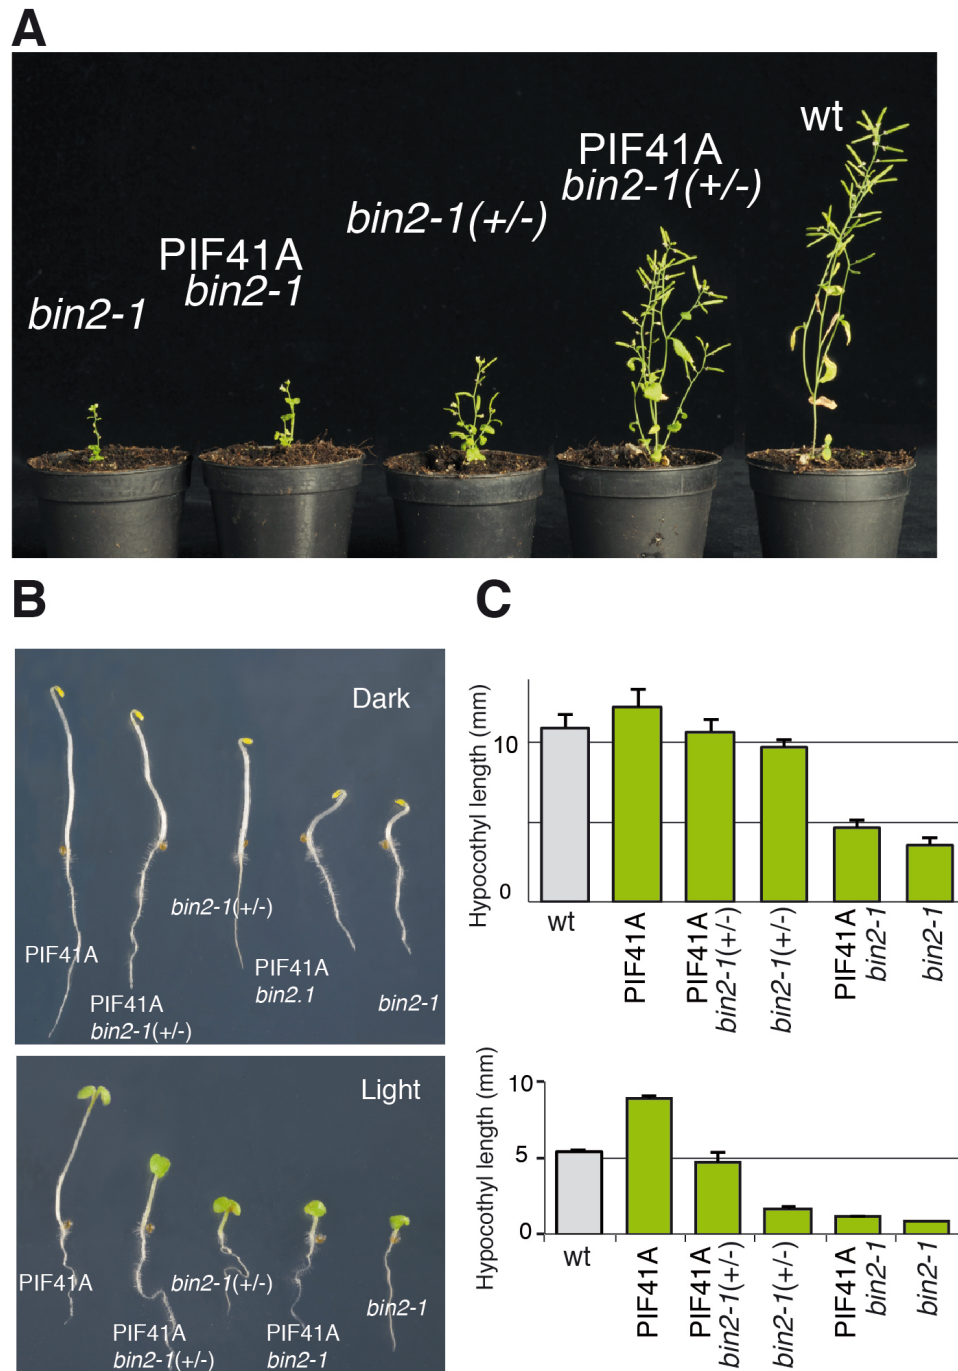 A
bin2-1
PIF41A
bin2-1
bin2-1(+/-)
PIF41A
bin2-1(+/-)
wt
B
Dark
PIF41A
PIF41A
bin2-1(+/-)
bin2-1(+/-)
PIF41A
bin2.1
bin2-1
Light
PIF41A
PIF41A
bin2-1(+/-)
bin2-1(+/-)
PIF41A
bin2-1
bin2-1
C
Hypocothyl length (mm)
10
0
wt
PIF41A
PIF41A
bin2-1(+/-)
bin2-1(+/-)
PIF41A
bin2-1
bin2-1
Hypocothyl length (mm)
10
5
0
wt
PIF41A
PIF41A
bin2-1(+/-)
bin2-1(+/-)
PIF41A
bin2-1
bin2-1